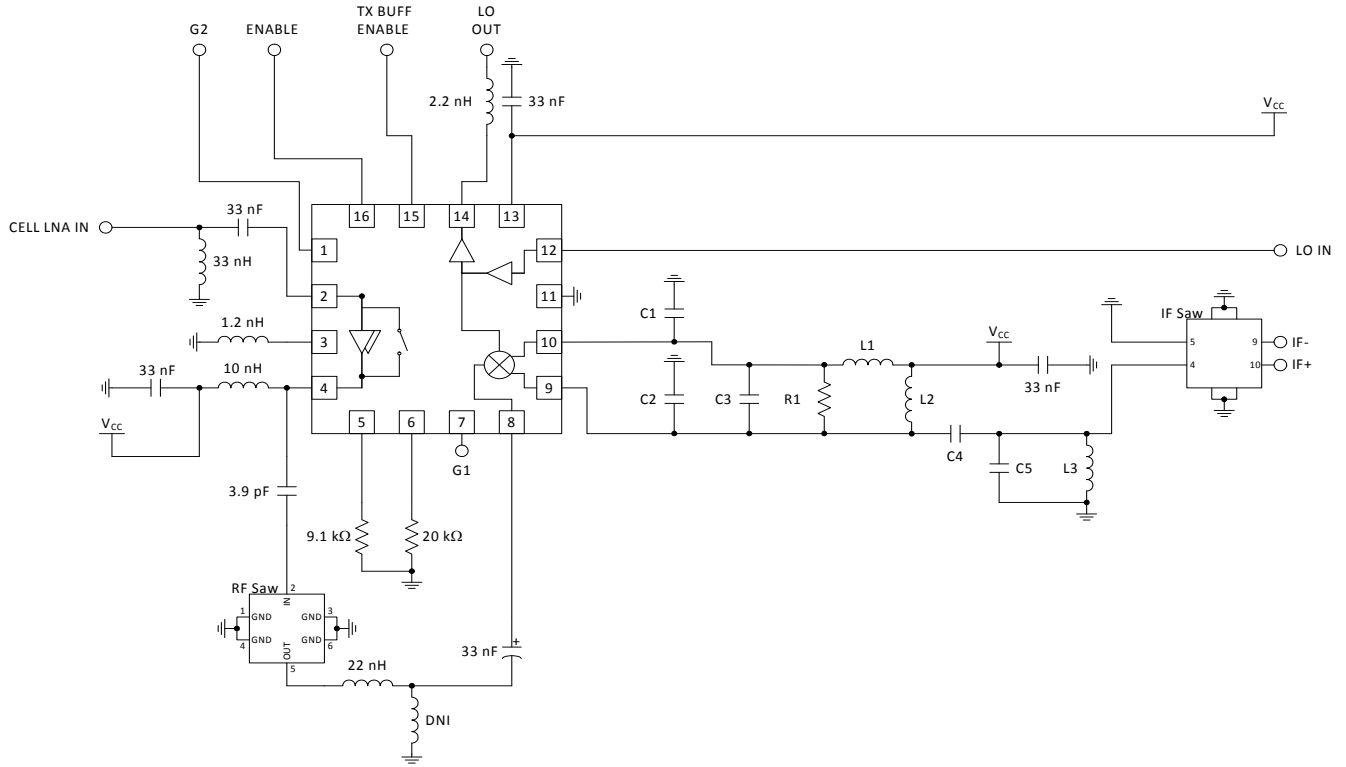 G2
ENABLE
TX BUFF
ENABLE
LO
OUT
2.2 nH
33 nF
VCC
CELL LNA IN
33 nF
33 nH
16
15
14
13
1
12
LO IN
2
11
1.2 nH
3
10
C1
33 nF
10 nH
4
9
C2
C3
R1
L1
L2
VCC
33 nF
IF Saw
5
4
9
10
IF-
IF+
VCC
5
6
7
8
G1
C4
C5
L3
3.9 pF
9.1 kΩ
20 kΩ
RF Saw
2
IN
1
GND
GND
3
4
GND
GND
6
OUT
5
33 nF
+
22 nH
DNI